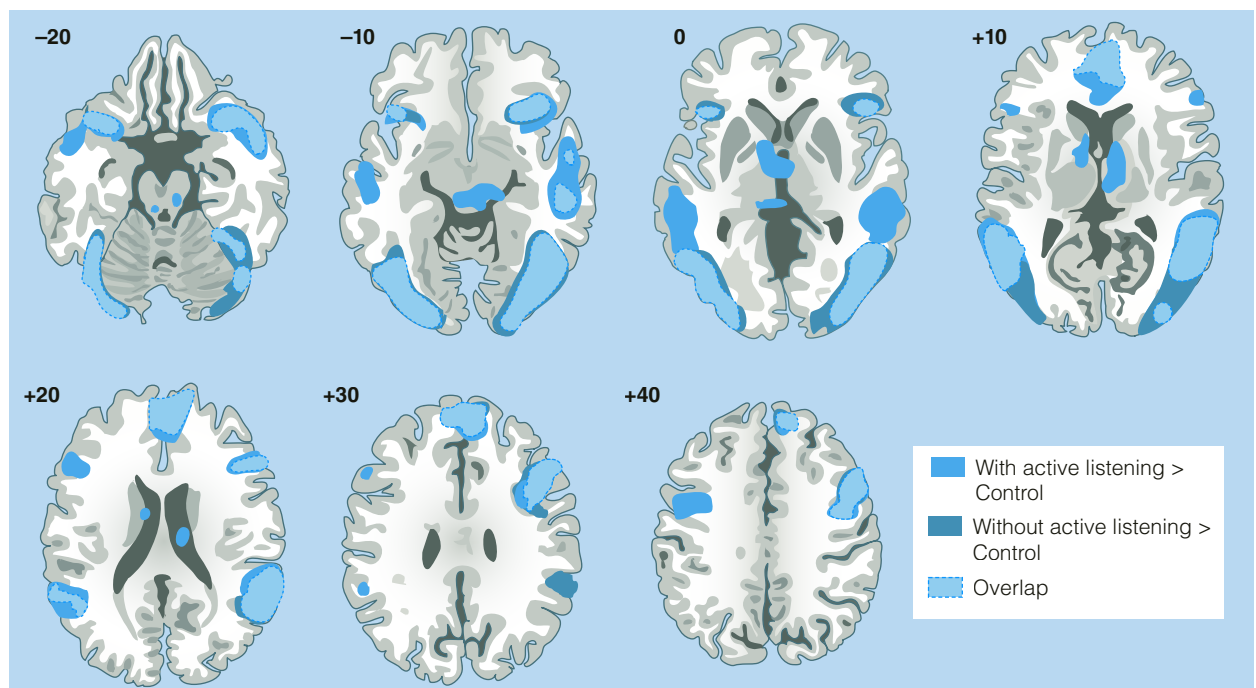 –20
–10
0
+10
+20
+30
+40
With active listening >
Control
Without active listening >
Control
Overlap